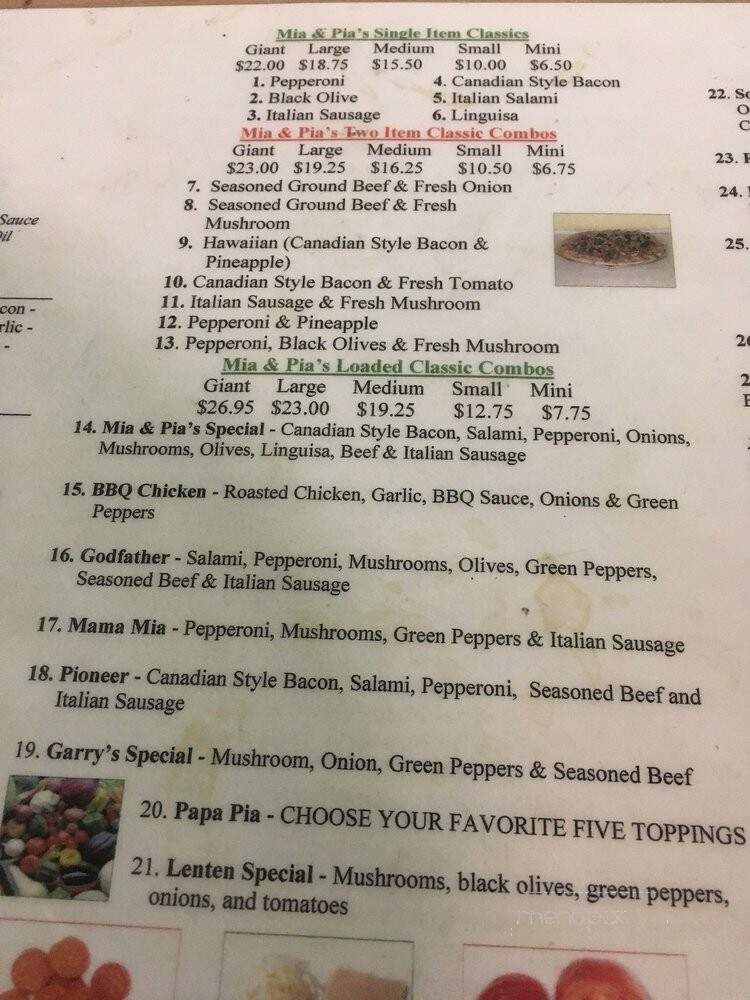 Mia & Pia's Single Item Classics
Giant Large Medium Small Mini
$22.00 $18.75 $15.50 $10.00 $6.50
1. Pepperoni 4. Canadian Style Bacon
2. Black Olive 5. Italian Salami
3. Italian Sausage 6. Linguisa
Mia & Pia's Two Item Classic Combos
Giant Large Medium Small Mini
$23.00 $19.25 $16.25 $10.50 $6.75
7. Seasoned Ground Beef & Fresh Onion
8. Seasoned Ground Beef & Fresh
Mushroom
9. Hawaiian (Canadian Style Bacon &
Pineapple)
10. Canadian Style Bacon & Fresh Tomato
11. Italian Sausage & Fresh Mushroom
12. Pepperoni & Pineapple
13. Pepperoni, Black Olives & Fresh Mushroom
Mia & Pia's Loaded Classic Combos
Giant Large Medium Small Mini
$26.95 $23.00 $19.25 $12.75 $7.75
14. Mia & Pia's Special - Canadian Style Bacon, Salami, Pepperoni, Onions,
Mushrooms, Olives, Linguisa, Beef & Italian Sausage
15. BBQ Chicken - Roasted Chicken, Garlic, BBQ Sauce, Onions & Green
Peppers
16. Godfather - Salami, Pepperoni, Mushrooms, Olives, Green Peppers,
Seasoned Beef & Italian Sausage
17. Mama Mia - Pepperoni, Mushrooms, Green Peppers & Italian Sausage
18. Pioneer - Canadian Style Bacon, Salami, Pepperoni, Seasoned Beef and
Italian Sausage
19. Garry's Special - Mushroom, Onion, Green Peppers & Seasoned Beef
20. Papa Pia - CHOOSE YOUR FAVORITE FIVE TOPPINGS
21. Lenten Special - Mushrooms, black olives, green peppers,
onions, and tomatoes
Sauce
22.
23.
24.
25.
menupix